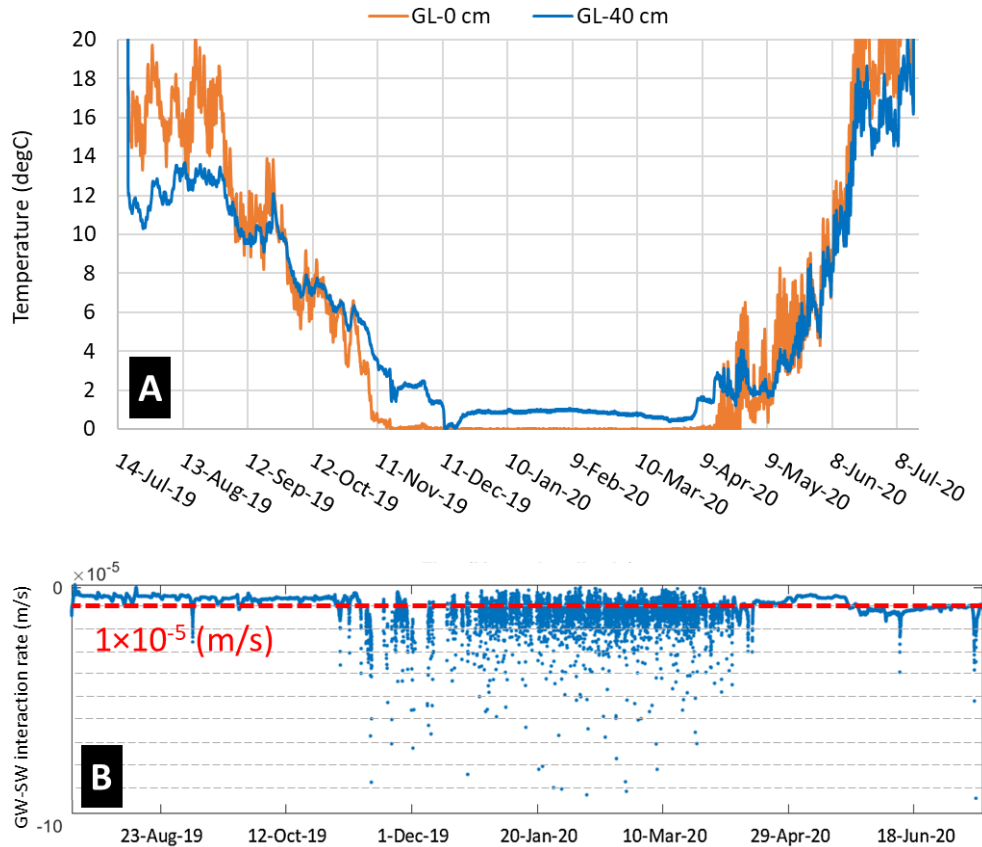 GL-0 cm GL-40 cm
20
18
16
14
12
10
8
6
4
2
0
Temperature (degC)
A
14-Jul-19 13-Aug-19 12-Sep-19 12-Oct-19 11-Nov-19 11-Dec-19 10-Jan-20 9-Feb-20 10-Mar-20 9-Apr-20 9-May-20 8-Jun-20 8-Jul-20
×10⁻⁵
0
1×10⁻⁵ (m/s)
GW-SW interaction rate (m/s)
B
-10
23-Aug-19 12-Oct-19 1-Dec-19 20-Jan-20 10-Mar-20 29-Apr-20 18-Jun-20